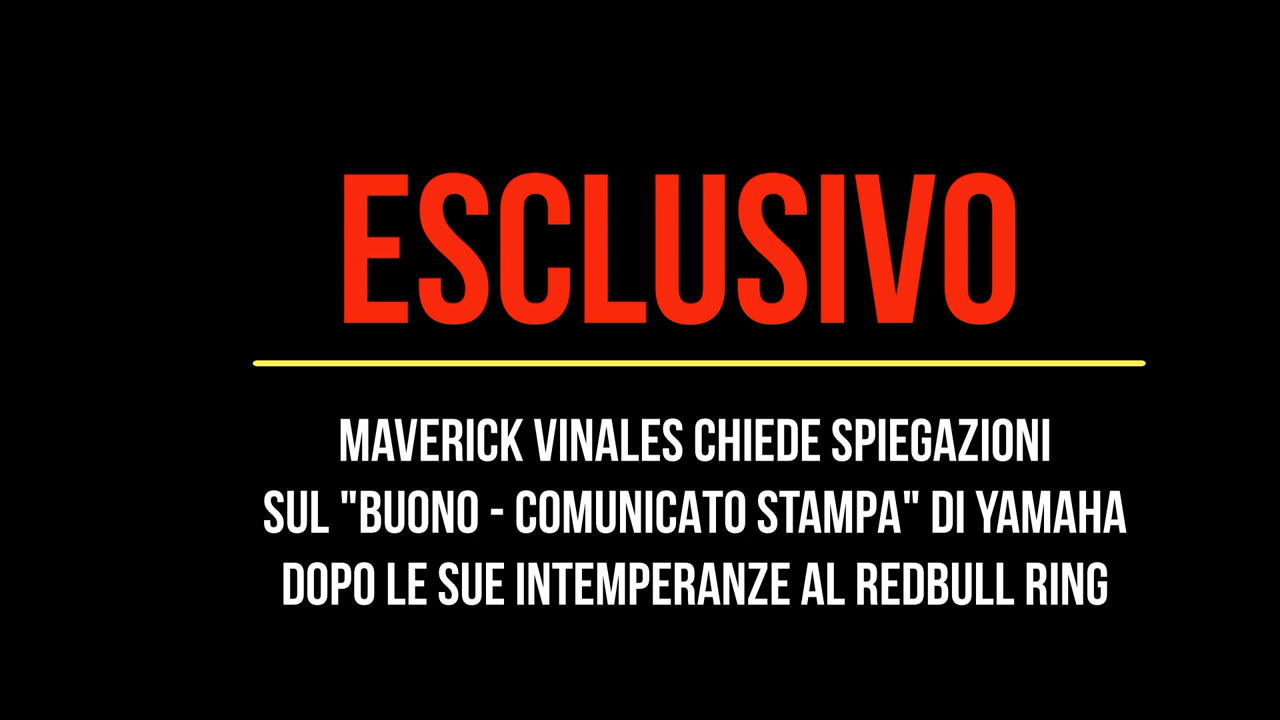 ESCLUSIVO
MAVERICK VINALES CHIEDE SPIEGAZIONI
SUL "BUONO - COMUNICATO STAMPA" DI YAMAHA
DOPO LE SUE INTEMPERANZE AL REDBULL RING